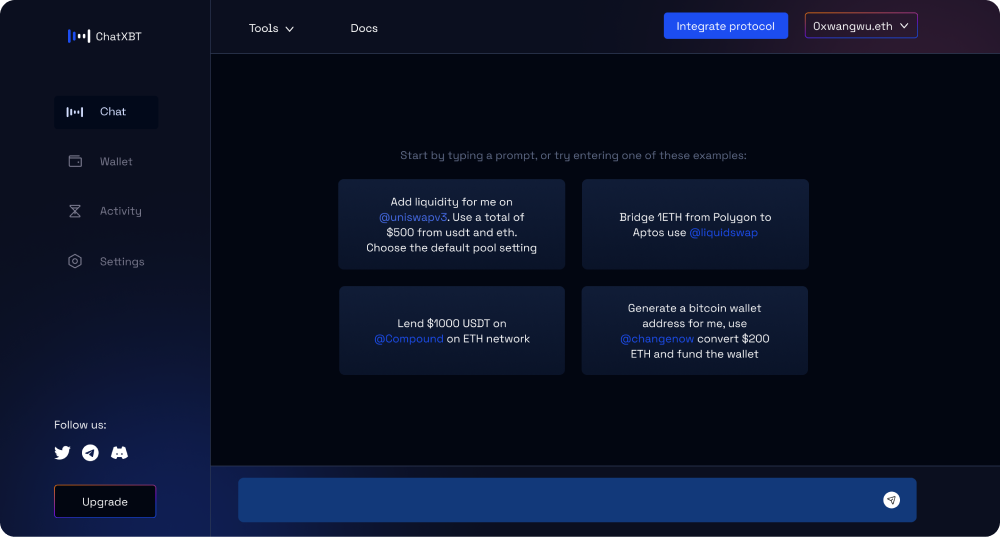 ChatXBT
Tools
Docs
Integrate protocol
0xwangwu.eth
Chat
Wallet
Activity
Settings
Start by typing a prompt, or try entering one of these examples:
Add liquidity for me on
@uniswapv3. Use a total of
$500 from usdt and eth.
Choose the default pool setting
Bridge 1ETH from Polygon to
Aptos use @liquidswap
Lend $1000 USDT on
@Compound on ETH network
Generate a bitcoin wallet
address for me, use
@changenow convert $200
ETH and fund the wallet
Follow us:
Upgrade